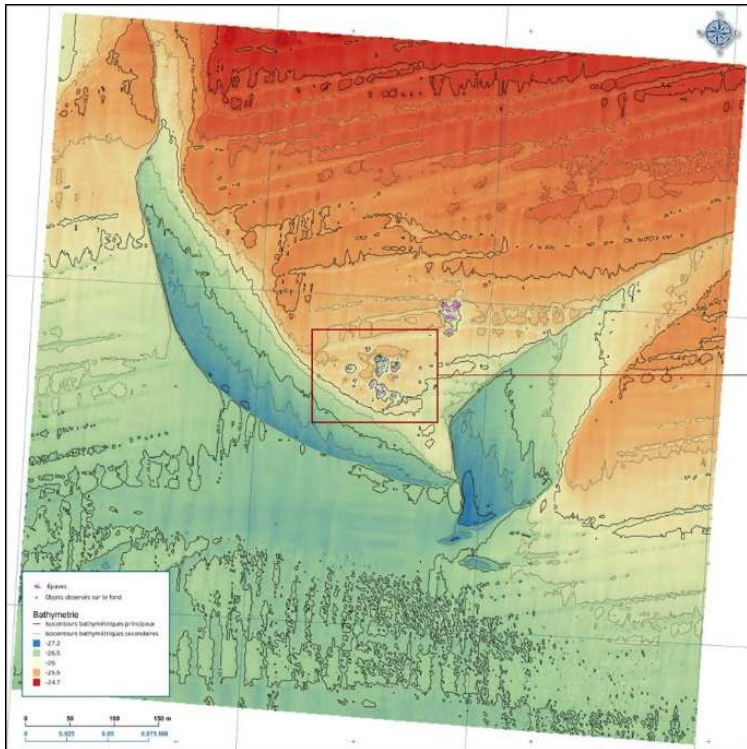 Épaves
Objets observés sur le fond
Bathymetrie
Isocontours bathymétriques principaux
Isocontours bathymétriques secondaires
-27.2
-26.5
-26
-25.5
-24.7
0 50 100 150 m
0 0.025 0.05 0.075 NM